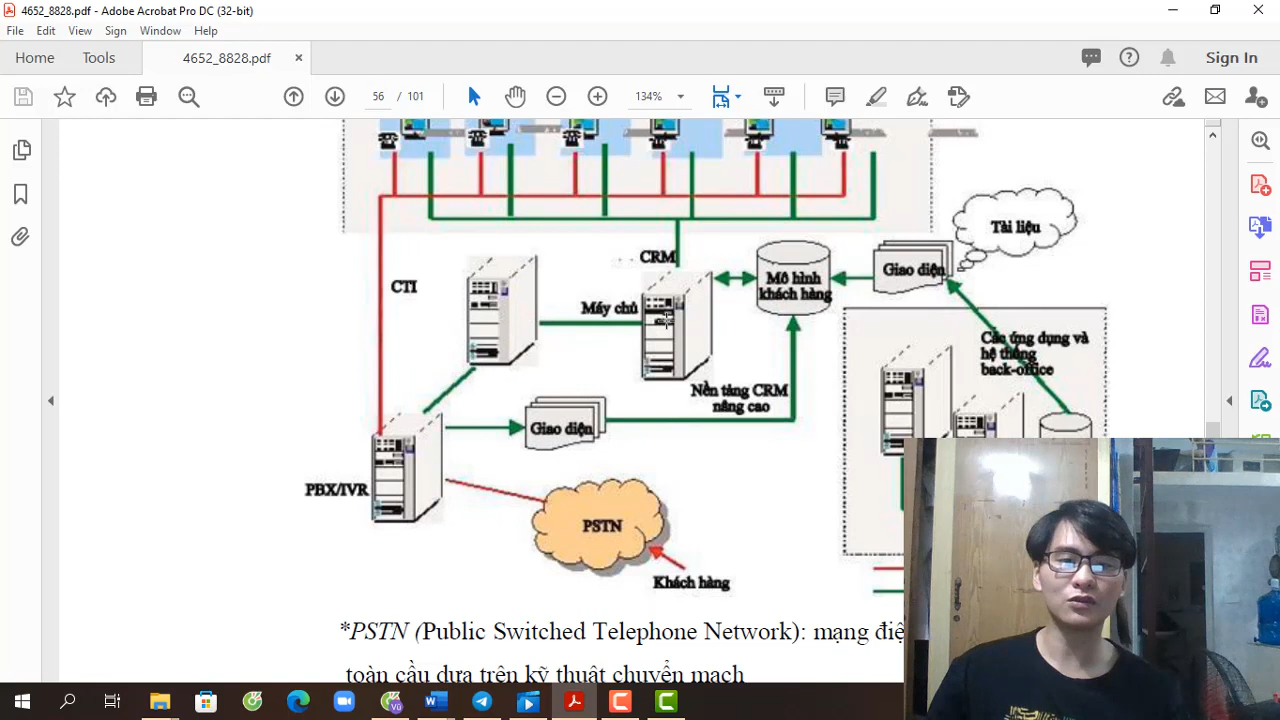 4652_8828.pdf - Adobe Acrobat Pro DC (32-bit)
File Edit View Sign Window Help
Home Tools 4652_8828.pdf × Sign In
56 / 101 134%
Tài liệu
CRM
Mô hình
khách hàng
Giao diện
CTI
Máy chủ
Các ứng dụng và
hệ thống
back-office
Nền tảng CRM
nâng cao
Giao diện
PBX/IVR
PSTN
Khách hàng
*PSTN (Public Switched Telephone Network): mạng điệ
toàn cầu dựa trên kỹ thuật chuyển mạch
Vũ